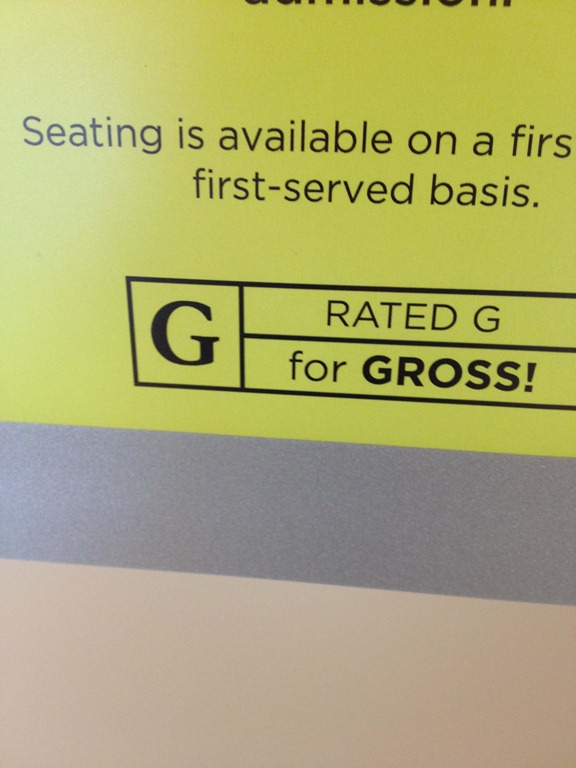 Seating is available on a firs
first-served basis.
G
RATED G
for GROSS!